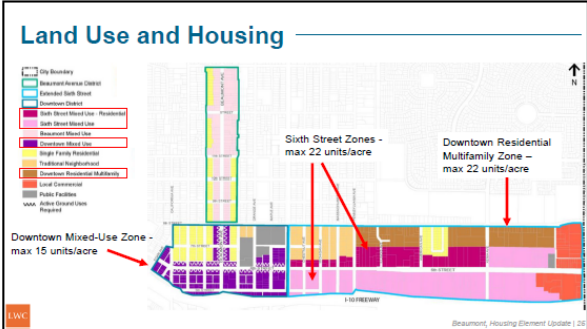 Land Use and Housing
City Boundary
Beaumont Avenue District
Extended Sixth Street
Downtown District
Sixth Street Mixed Use - Residential
Sixth Street Mixed Use
Beaumont Mixed Use
Downtown Mixed Use
Single Family Residential
Traditional Neighborhood
Downtown Residential Multifamily
Local Commercial
Public Facilities
Active Ground Uses
Required
N
Sixth Street Zones -
max 22 units/acre
Downtown Residential
Multifamily Zone –
max 22 units/acre
Downtown Mixed-Use Zone -
max 15 units/acre
I-10 FREEWAY
LWC
Beaumont, Housing Element Update | 26